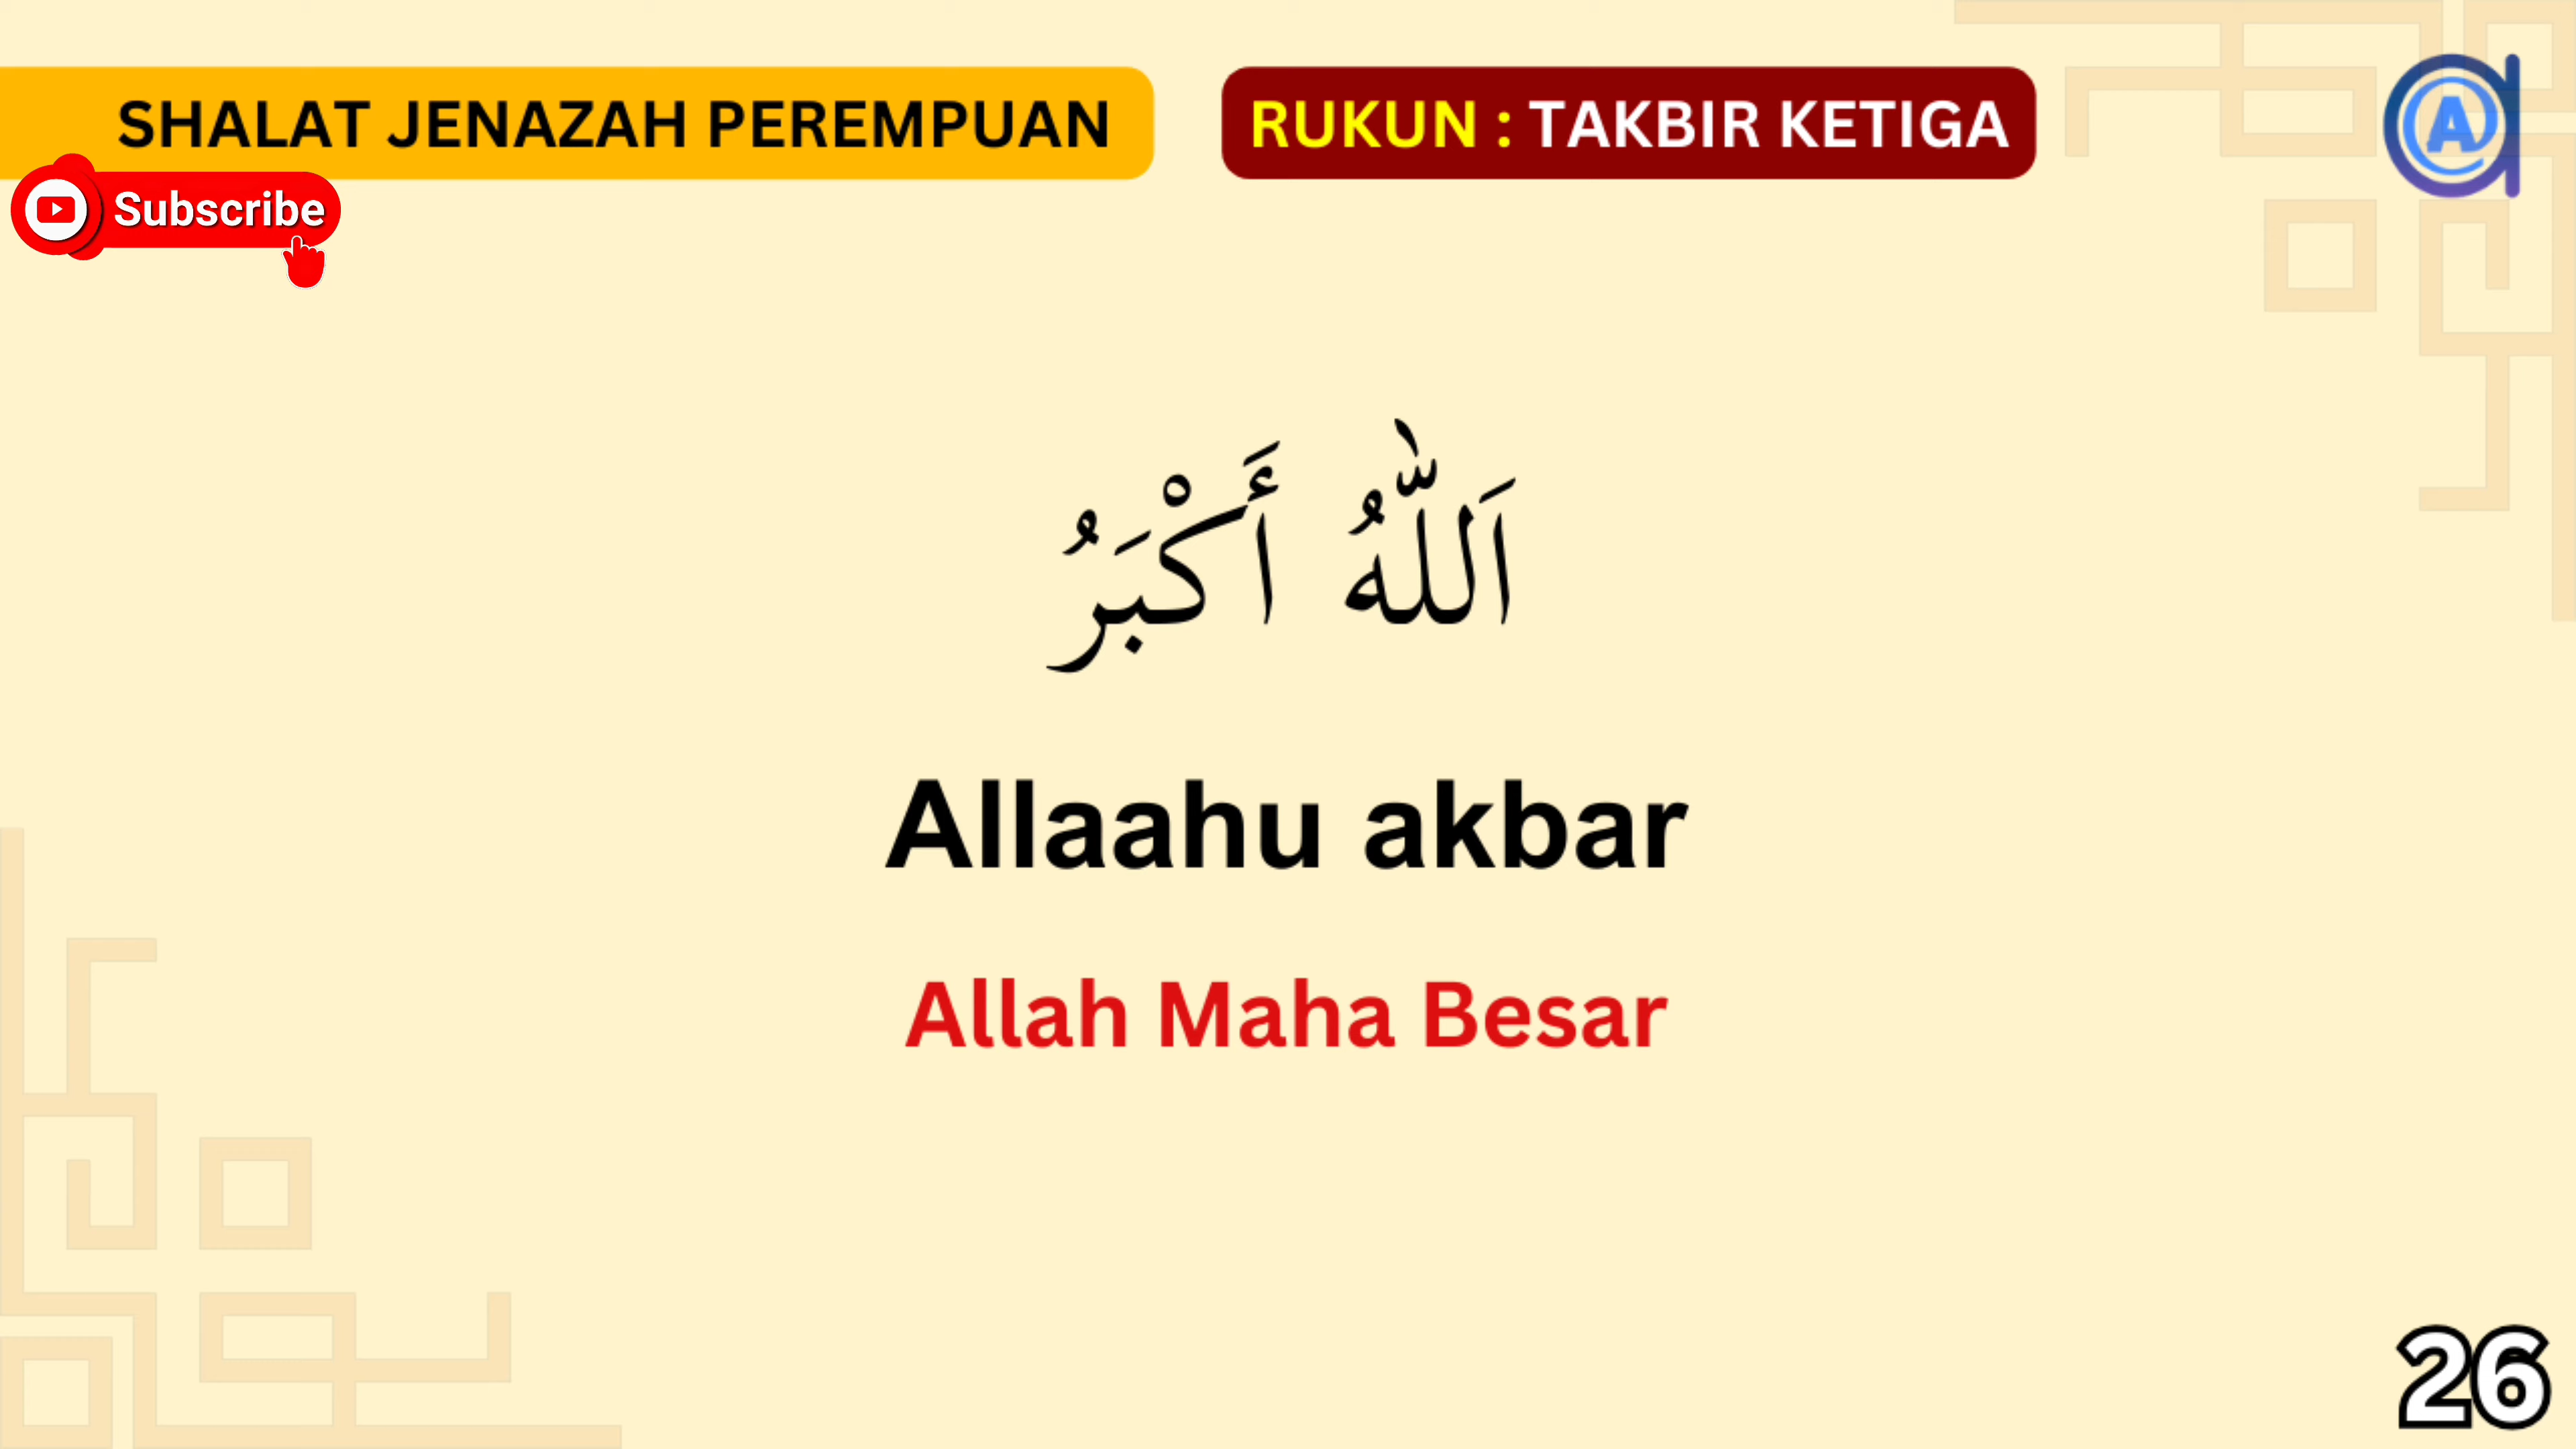 SHALAT JENAZAH PEREMPUAN
RUKUN : TAKBIR KETIGA
A
Subscribe
اَللّٰهُ أَكْبَرُ
Allaahu akbar
Allah Maha Besar
26